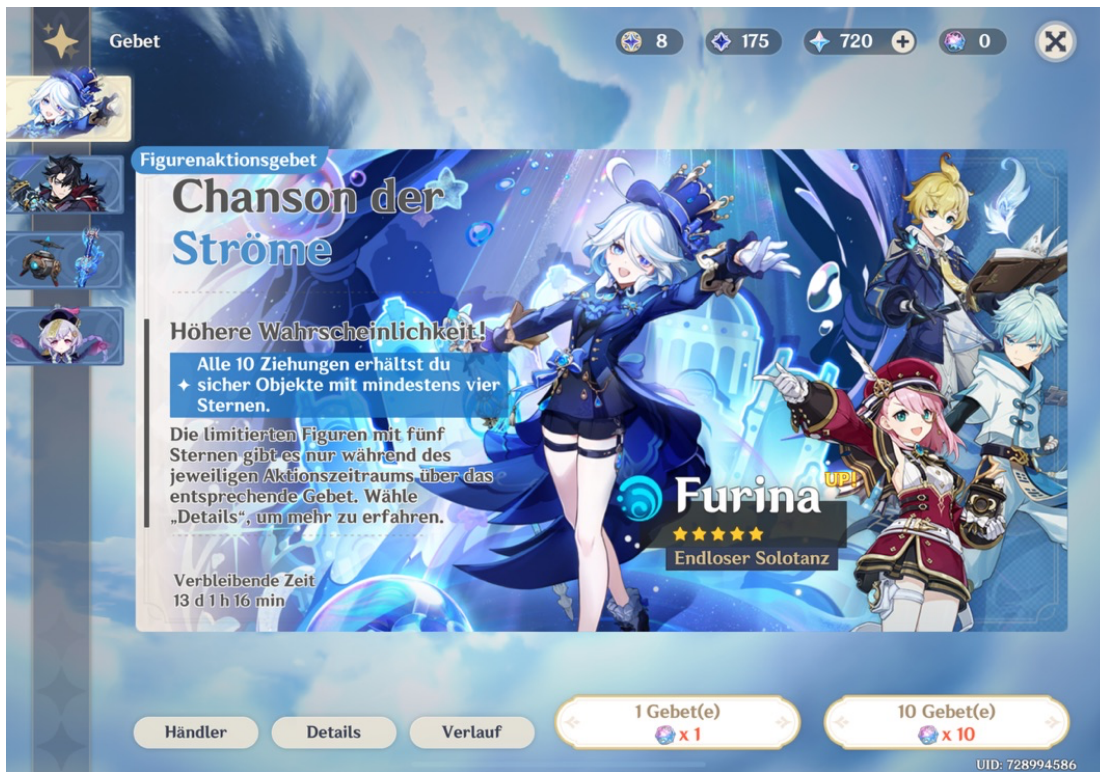 Gebet
8
175
720
0
Figurenaktionsgebet
Chanson der
Ströme
Höhere Wahrscheinlichkeit!
Alle 10 Ziehungen erhältst du
sicher Objekte mit mindestens vier
Sternen.
Die limitierten Figuren mit fünf
Sternen gibt es nur während des
jeweiligen Aktionszeitraums über das
entsprechende Gebet. Wähle
„Details“, um mehr zu erfahren.
Verbleibende Zeit
13 d 1 h 16 min
Furina
UP!
Endloser Solotanz
Händler
Details
Verlauf
1 Gebet(e)
x 1
10 Gebet(e)
x 10
UID: 728994586